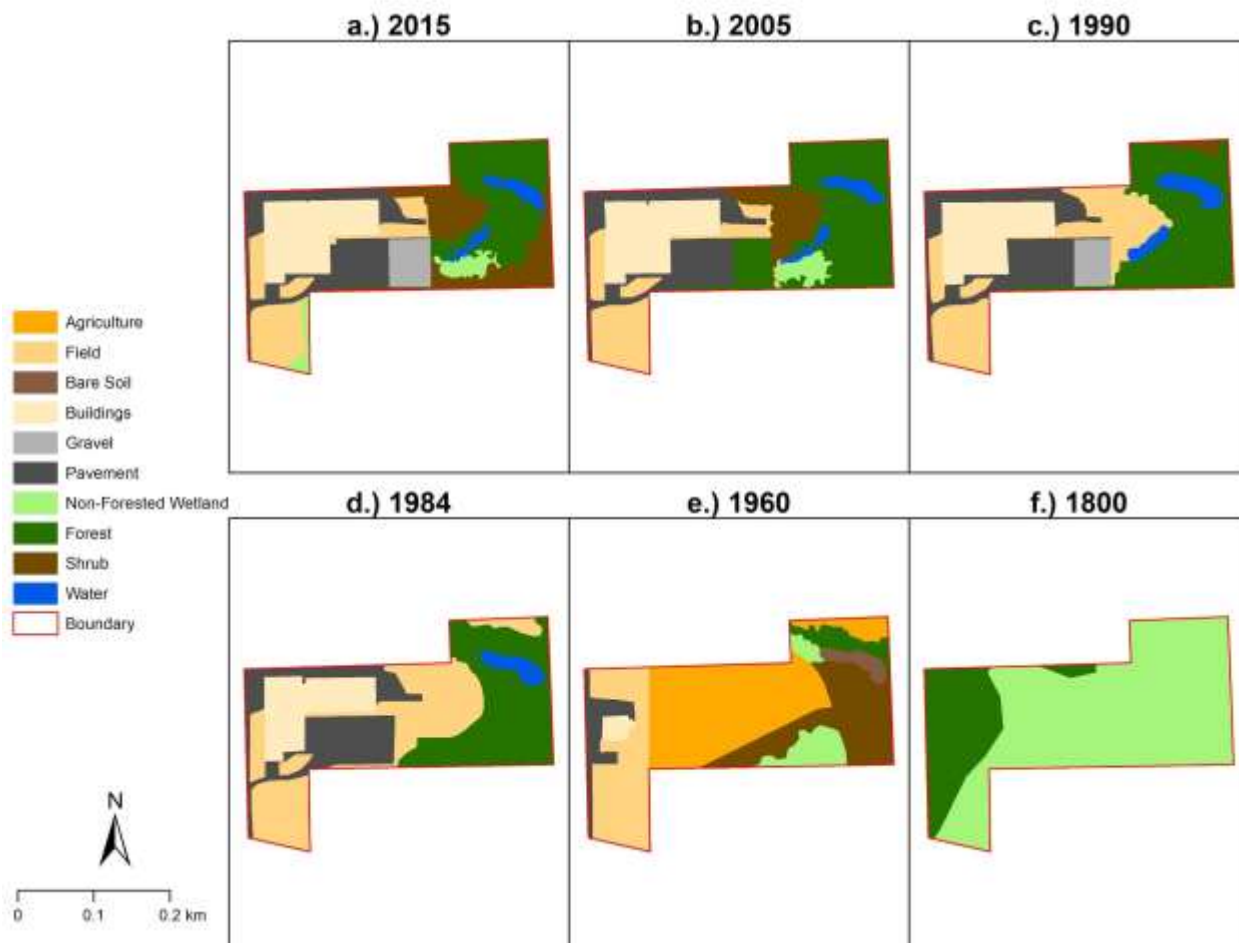 a.) 2015
b.) 2005
c.) 1990
Agriculture
Field
Bare Soil
Buildings
Gravel
Pavement
Non-Forested Wetland
Forest
Shrub
Water
Boundary
d.) 1984
e.) 1960
f.) 1800
N
0 0.1 0.2 km